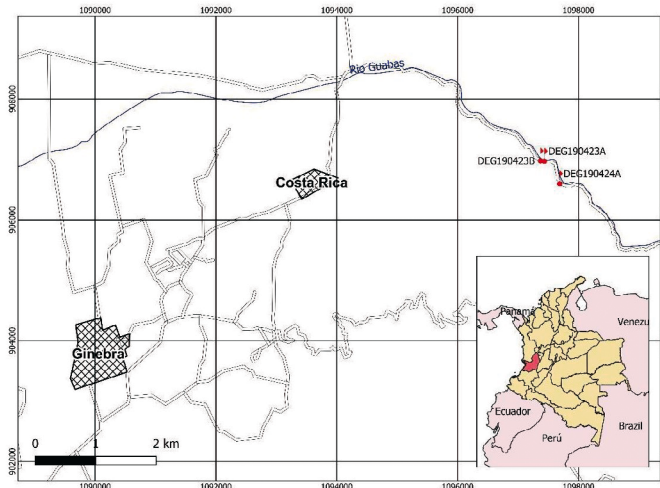 1090000 1092000 1094000 1096000 1098000
Rio Guabas
908000
DEG190423A
DEG190423B
DEG190424A
Costa Rica
906000
Panamá
Venezu
904000
Ginebra
Ecuador
Brazil
Perú
0 1 2 km
902000
1090000 1092000 1094000 1096000 1098000